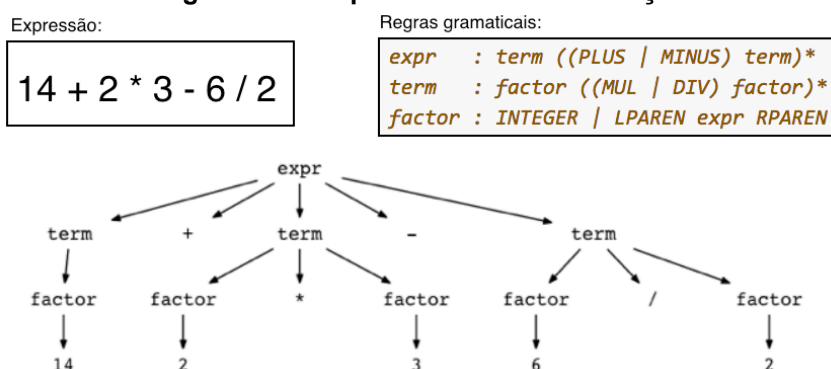 Expressão:
14 + 2 * 3 - 6 / 2
Regras gramaticais:
expr : term ((PLUS | MINUS) term)*
term : factor ((MUL | DIV) factor)*
factor : INTEGER | LPAREN expr RPAREN
expr
term + term - term
factor factor * factor factor / factor
14 2 3 6 2